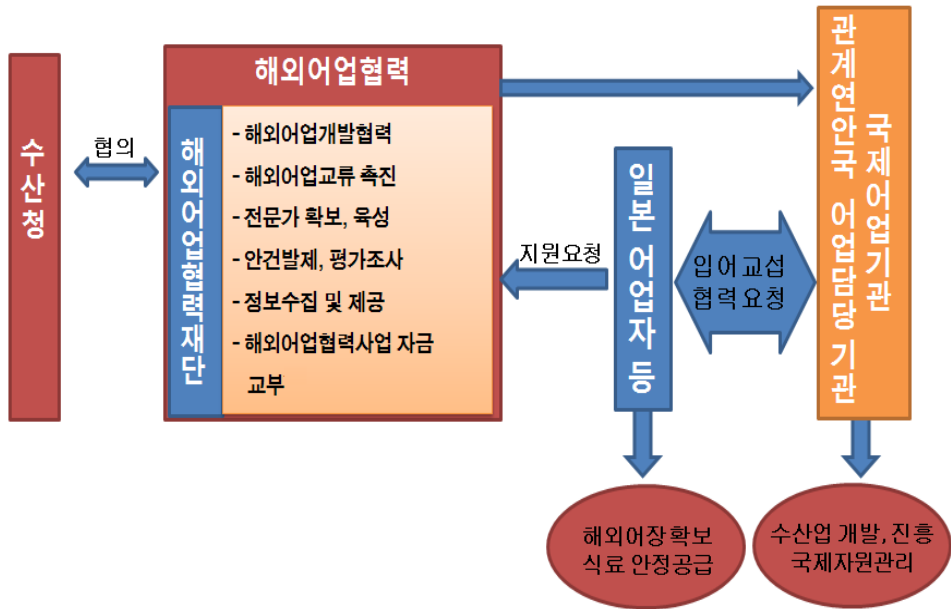 수산청
협의
해외어업협력
해외어업협력재단
- 해외어업개발협력
- 해외어업교류 촉진
- 전문가 확보, 육성
- 안건발제, 평가조사
- 정보수집 및 제공
- 해외어업협력사업 자금
교부
지원요청
일본 어업자 등
입어교섭
협력요청
국제어업기관
관계연안국 어업담당 기관
해외어장확보
식료 안정공급
수산업 개발, 진흥
국제자원관리